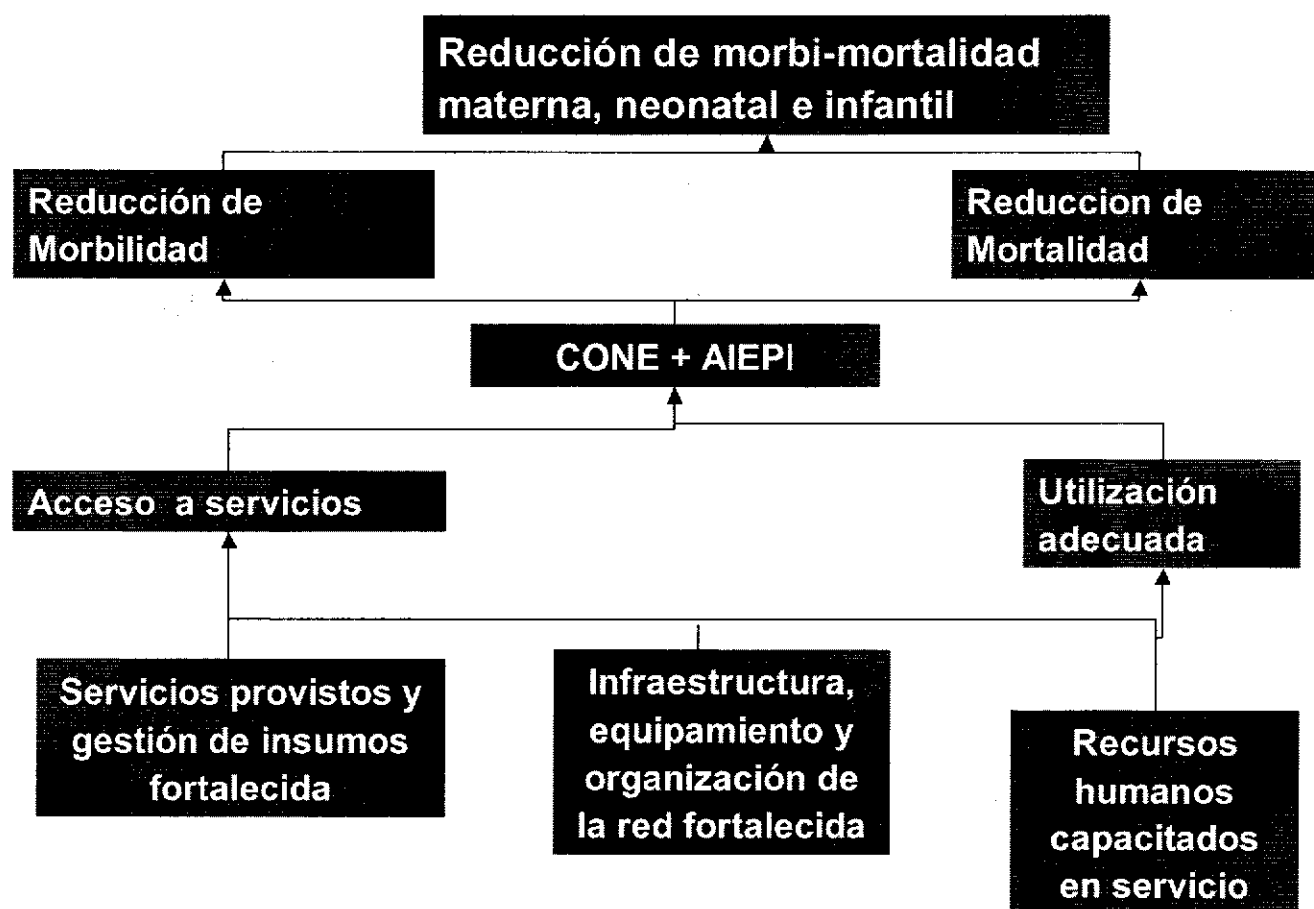 Reducción de morbi-mortalidad
materna, neonatal e infantil
Reducción de
Morbilidad
Reduccion de
Mortalidad
CONE + AIEPI
Acceso a servicios
Utilización
adecuada
Servicios provistos y
gestión de insumos
fortalecida
Infraestructura,
equipamiento y
organización de
la red fortalecida
Recursos
humanos
capacitados
en servicio